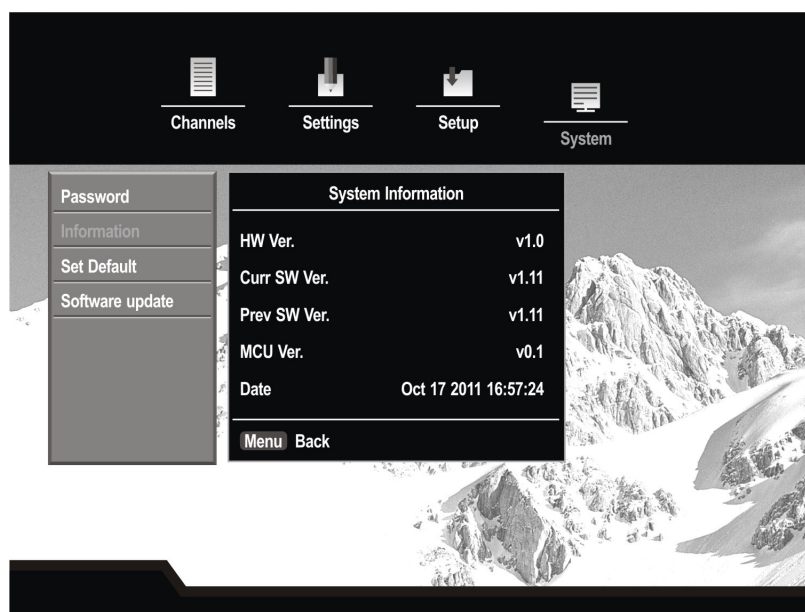 Channels
Settings
Setup
System
Password
Information
Set Default
Software update
System Information
HW Ver. v1.0
Curr SW Ver. v1.11
Prev SW Ver. v1.11
MCU Ver. v0.1
Date Oct 17 2011 16:57:24
Menu Back